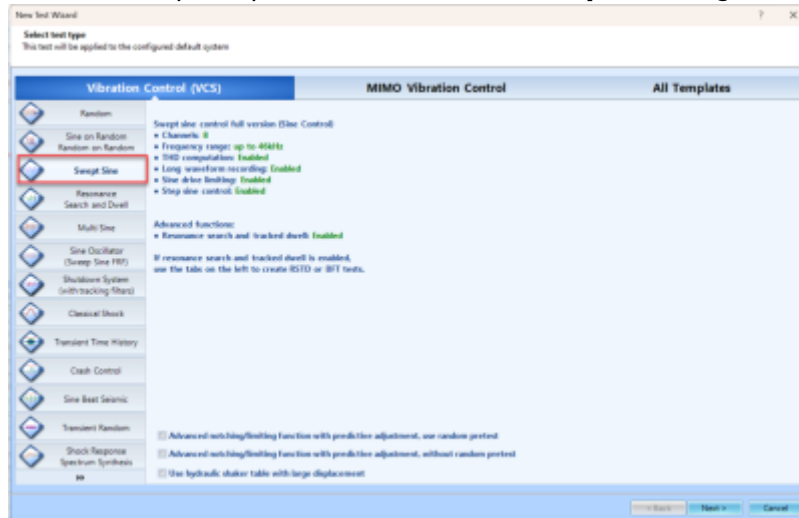 New Test Wizard
? X
Select test type
This test will be applied to the configured default system
Vibration Control (VCS)
MIMO Vibration Control
All Templates
Random
Sine on Random
Random on Random
Swept Sine
Resonance
Search and Dwell
Multi Sine
Sine Oscillator
(Sweep Sine FRF)
Shutdown System
(with tracking filters)
Classical Shock
Transient Time History
Crash Control
Sine Beat Seismic
Transient Random
Shock Response
Spectrum Synthesis
»
Swept sine control full version (Sine Control)
• Channels: 8
• Frequency range: up to 46kHz
• THD computation: Enabled
• Long waveform recording: Enabled
• Sine drive limiting: Enabled
• Step sine control: Enabled
Advanced functions:
• Resonance search and tracked dwell: Enabled
If resonance search and tracked dwell is enabled,
use the tabs on the left to create RSTD or BFT tests.
Advanced notching/limiting function with predictive adjustment, use random pretest
Advanced notching/limiting function with predictive adjustment, without random pretest
Use hydraulic shaker table with large displacement
< Back
Next >
Cancel